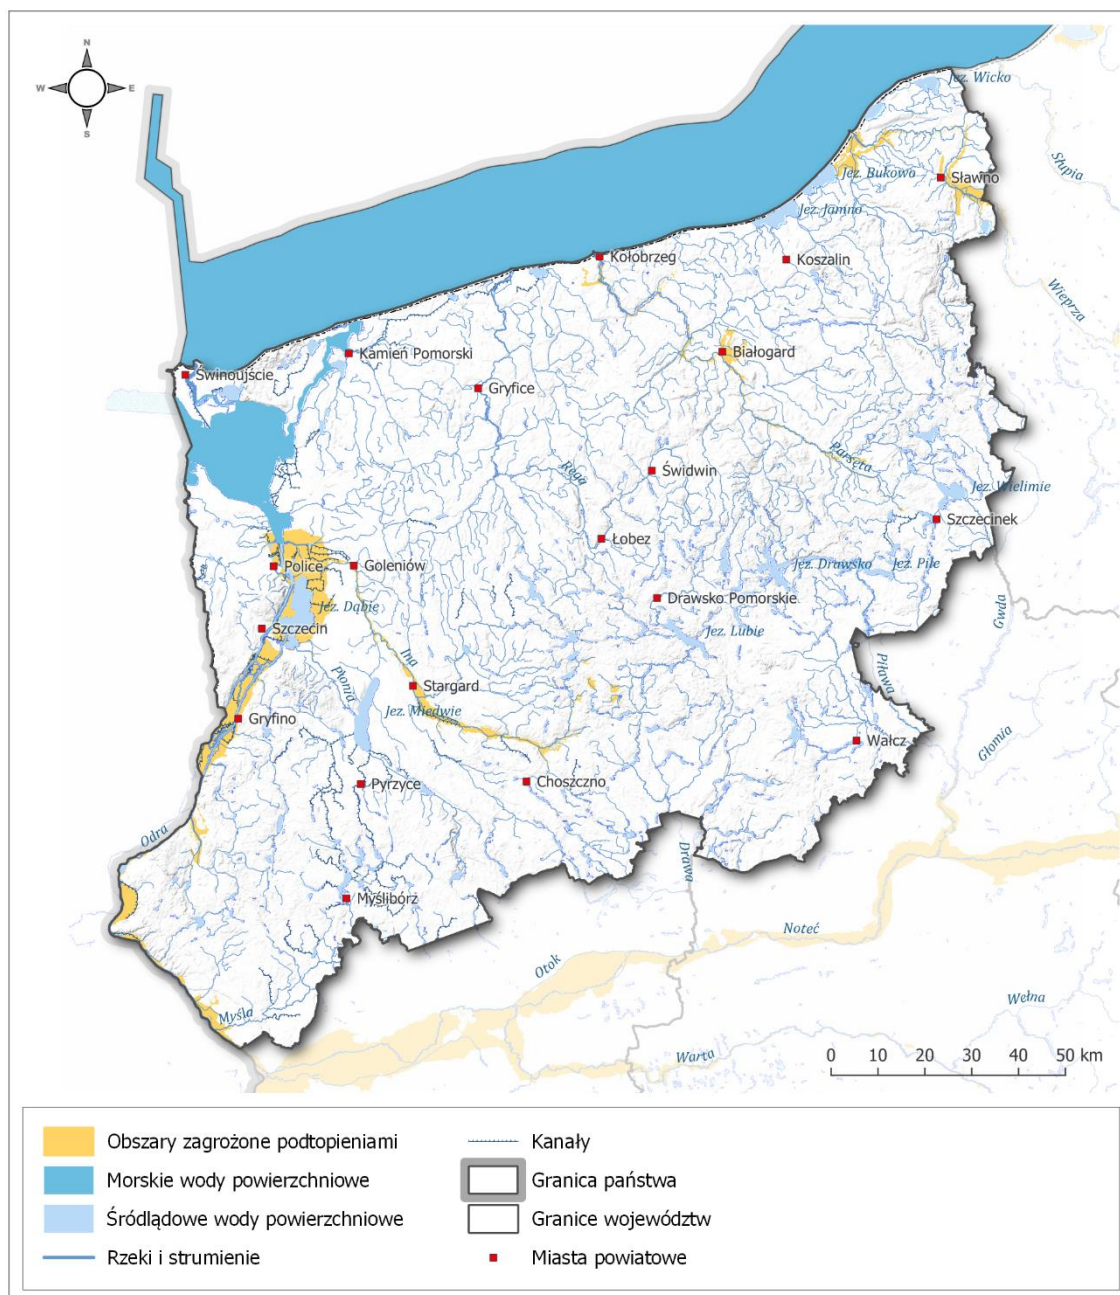 N
W E
S
Jez. Wicko
Słupia
Jez. Bukowo
Sławno
Jez. Jamno
Kołobrzeg
Koszalin
Wieprza
Kamień Pomorski
Białogard
Świnoujście
Gryfice
Parsęta
Rega
Świdwin
Jez. Wielimie
Szczecinek
Łobez
Police
Goleniów
Jez. Drawsko
Jez. Pile
Jez. Dąbie
Drawsko Pomorskie
Gwda
Szczecin
Jez. Lubie
Ina
Płonia
Piława
Stargard
Jez. Miedwie
Gryfino
Wałcz
Głomia
Pyrzyce
Choszczno
Odra
Drawa
Myślibórz
Noteć
Otok
Wełna
Myśla
Warta
0 10 20 30 40 50 km
Obszary zagrożone podtopieniami
Morskie wody powierzchniowe
Śródlądowe wody powierzchniowe
Rzeki i strumienie
Kanały
Granica państwa
Granice województw
Miasta powiatowe